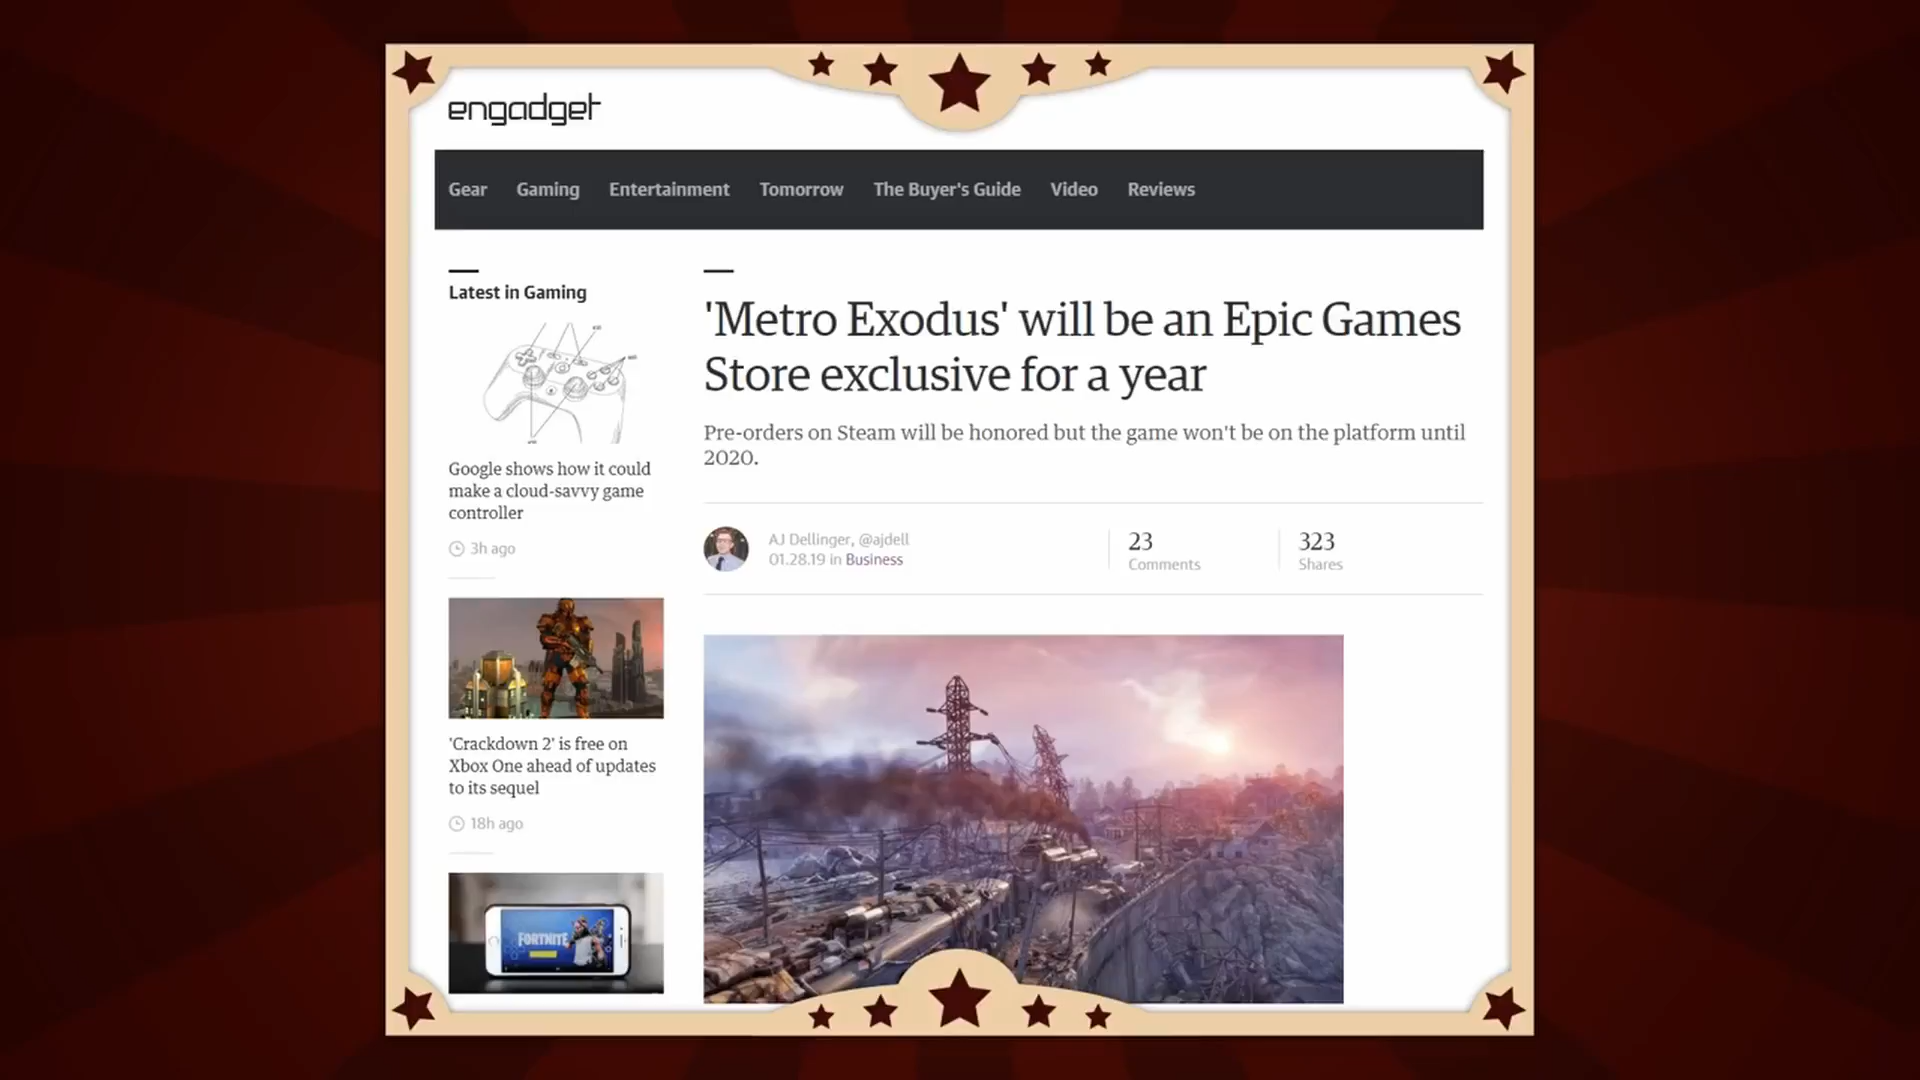 engadget
Gear Gaming Entertainment Tomorrow The Buyer's Guide Video Reviews
Latest in Gaming
Google shows how it could
make a cloud-savvy game
controller
3h ago
'Crackdown 2' is free on
Xbox One ahead of updates
to its sequel
18h ago
FORTNITE
'Metro Exodus' will be an Epic Games
Store exclusive for a year
Pre-orders on Steam will be honored but the game won't be on the platform until
2020.
AJ Dellinger, @ajdell
01.28.19 in Business
23
Comments
323
Shares